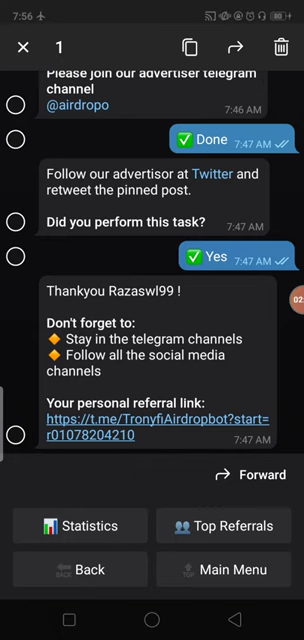 7:56
1
Please join our advertiser telegram
channel
@airdropo
7:46 AM
✅ Done 7:47 AM
Follow our advertisor at Twitter and
retweet the pinned post.
Did you perform this task?
7:47 AM
✅ Yes 7:47 AM
Thankyou Razaswl99 !
Don't forget to:
🔸 Stay in the telegram channels
🔸 Follow all the social media
channels
Your personal referral link:
https://t.me/TronyfiAirdropbot?start=
r01078204210
7:47 AM
Forward
📊 Statistics
👥 Top Referrals
BACK Back
TOP Main Menu